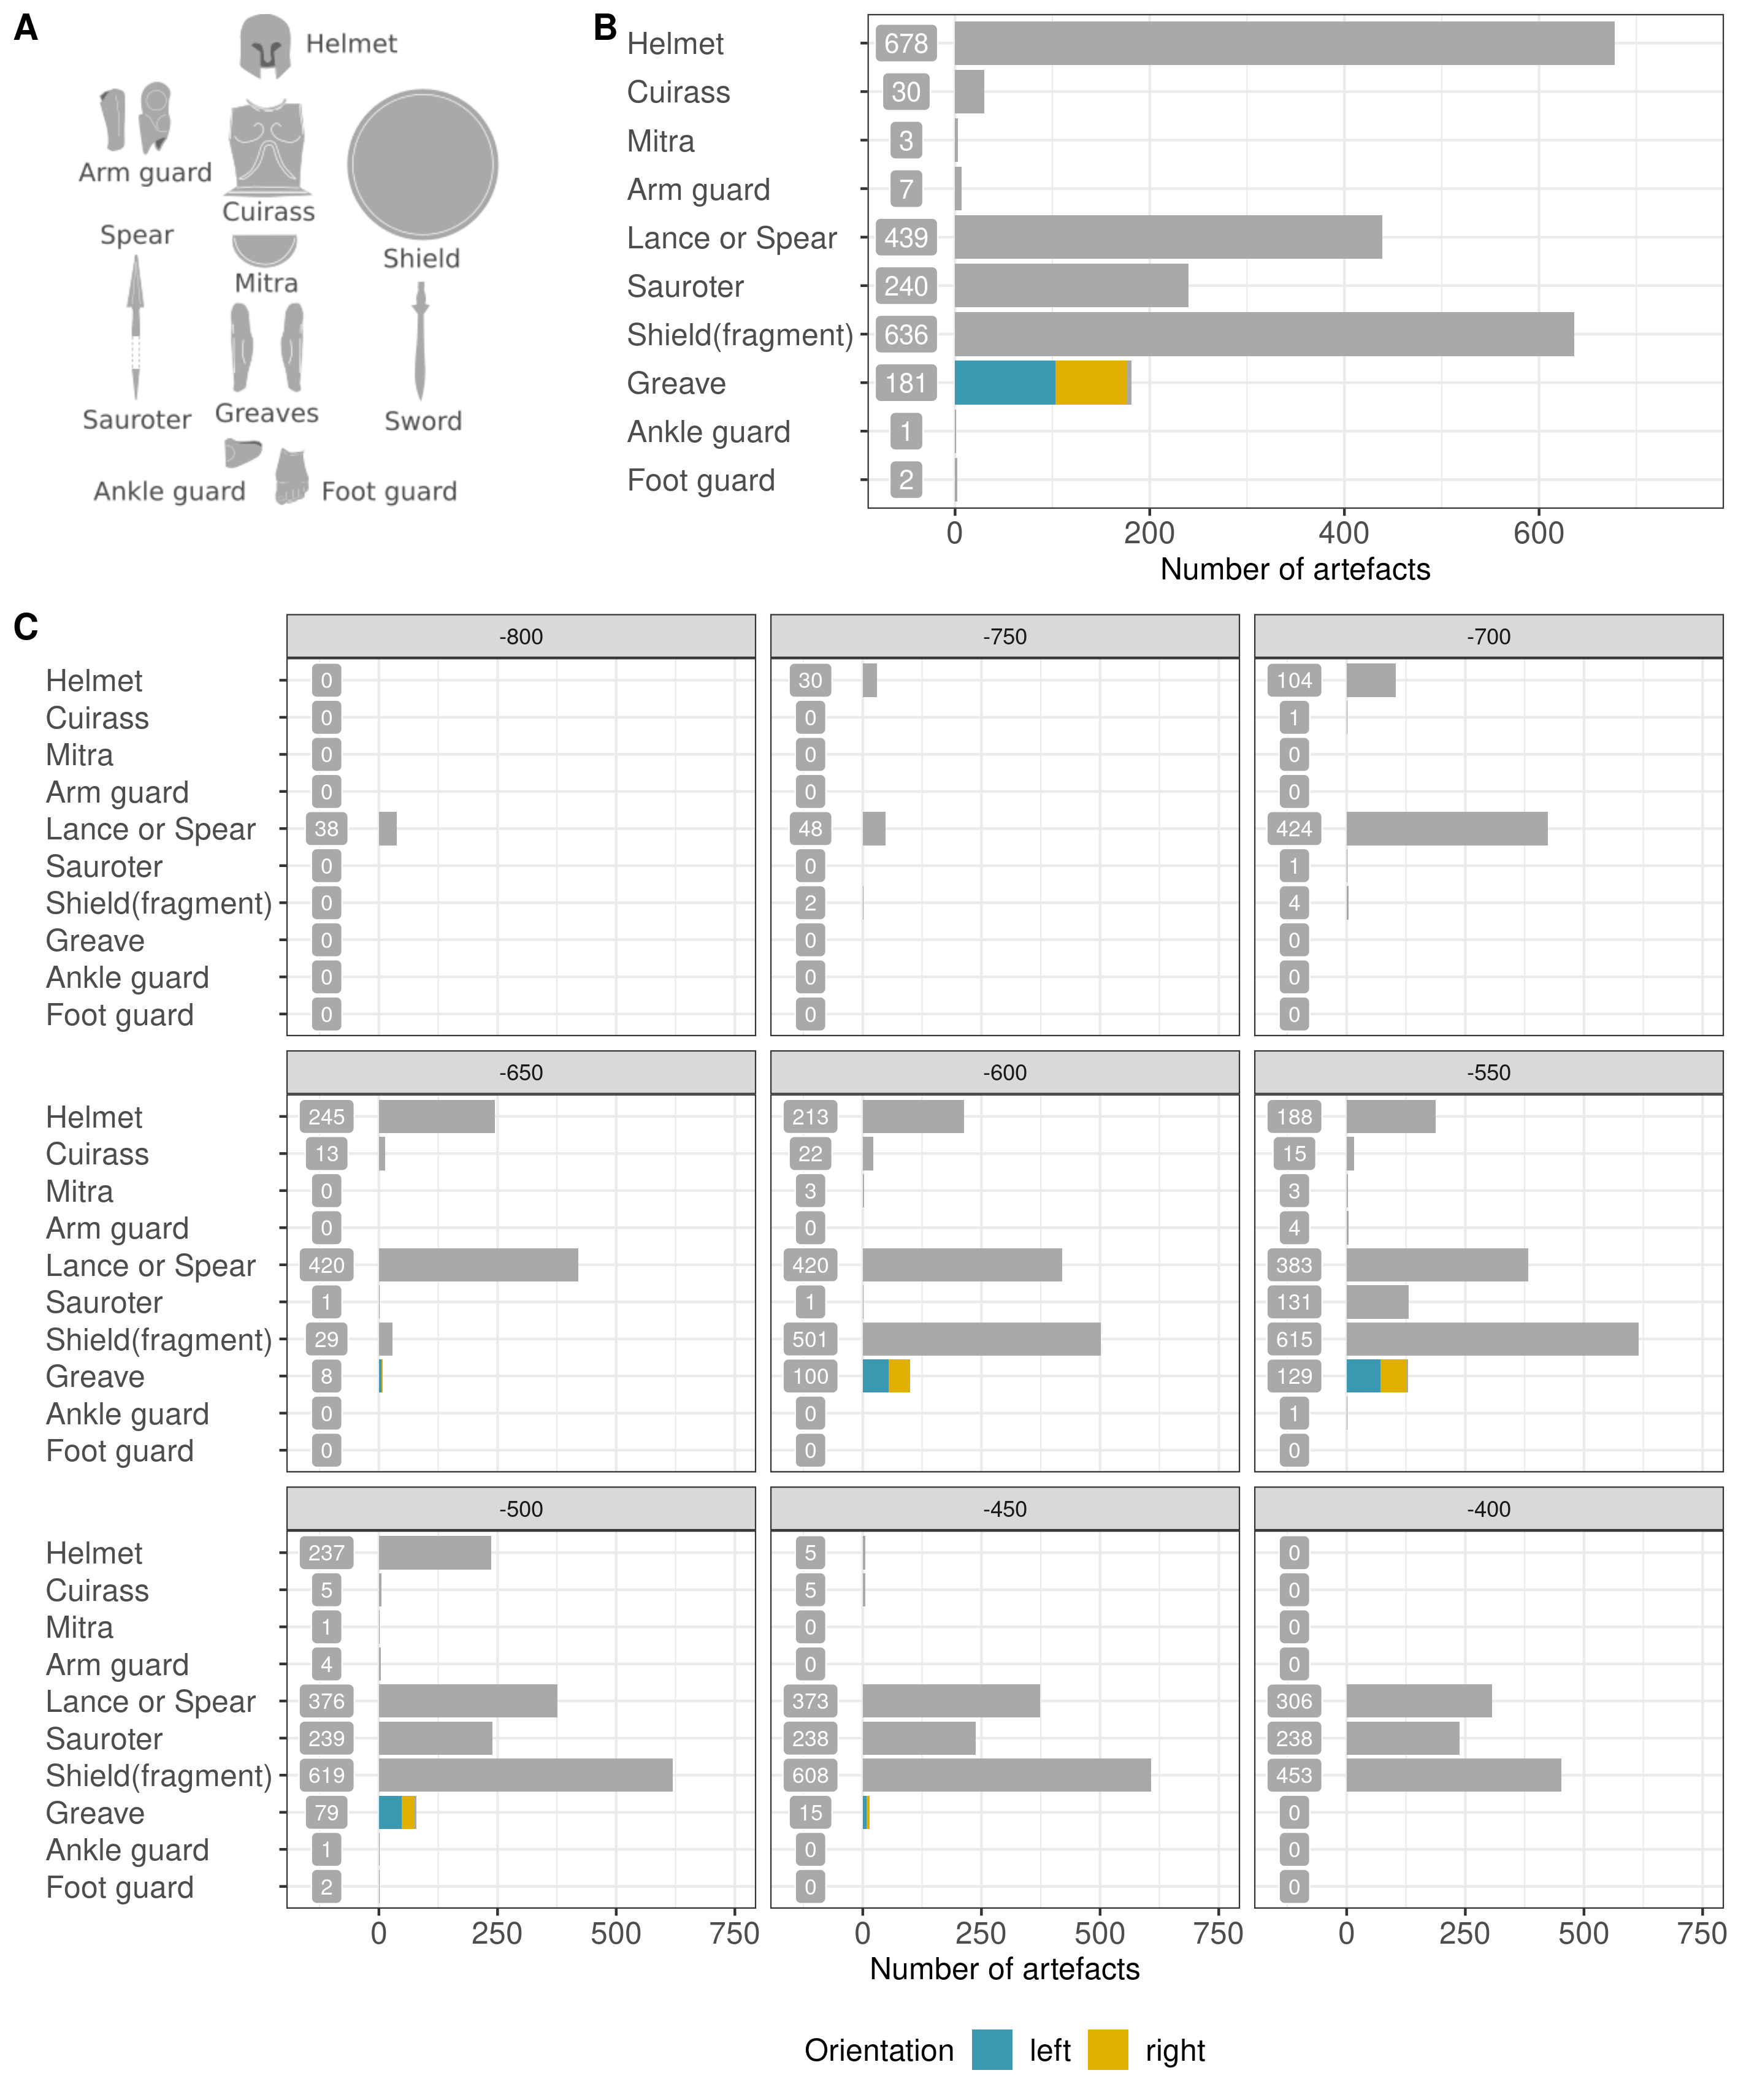 A
Helmet
Arm guard
Cuirass
Spear
Shield
Mitra
Sauroter
Greaves
Sword
Ankle guard
Foot guard
B
Helmet 678
Cuirass 30
Mitra 3
Arm guard 7
Lance or Spear 439
Sauroter 240
Shield(fragment) 636
Greave 181
Ankle guard 1
Foot guard 2
0 200 400 600
Number of artefacts
C
-800 -750 -700
Helmet 0 30 104
Cuirass 0 0 1
Mitra 0 0 0
Arm guard 0 0 0
Lance or Spear 38 48 424
Sauroter 0 0 1
Shield(fragment) 0 2 4
Greave 0 0 0
Ankle guard 0 0 0
Foot guard 0 0 0
-650 -600 -550
Helmet 245 213 188
Cuirass 13 22 15
Mitra 0 3 3
Arm guard 0 0 4
Lance or Spear 420 420 383
Sauroter 1 1 131
Shield(fragment) 29 501 615
Greave 8 100 129
Ankle guard 0 0 1
Foot guard 0 0 0
-500 -450 -400
Helmet 237 5 0
Cuirass 5 5 0
Mitra 1 0 0
Arm guard 4 0 0
Lance or Spear 376 373 306
Sauroter 239 238 238
Shield(fragment) 619 608 453
Greave 79 15 0
Ankle guard 1 0 0
Foot guard 2 0 0
0 250 500 750 0 250 500 750 0 250 500 750
Number of artefacts
Orientation left right